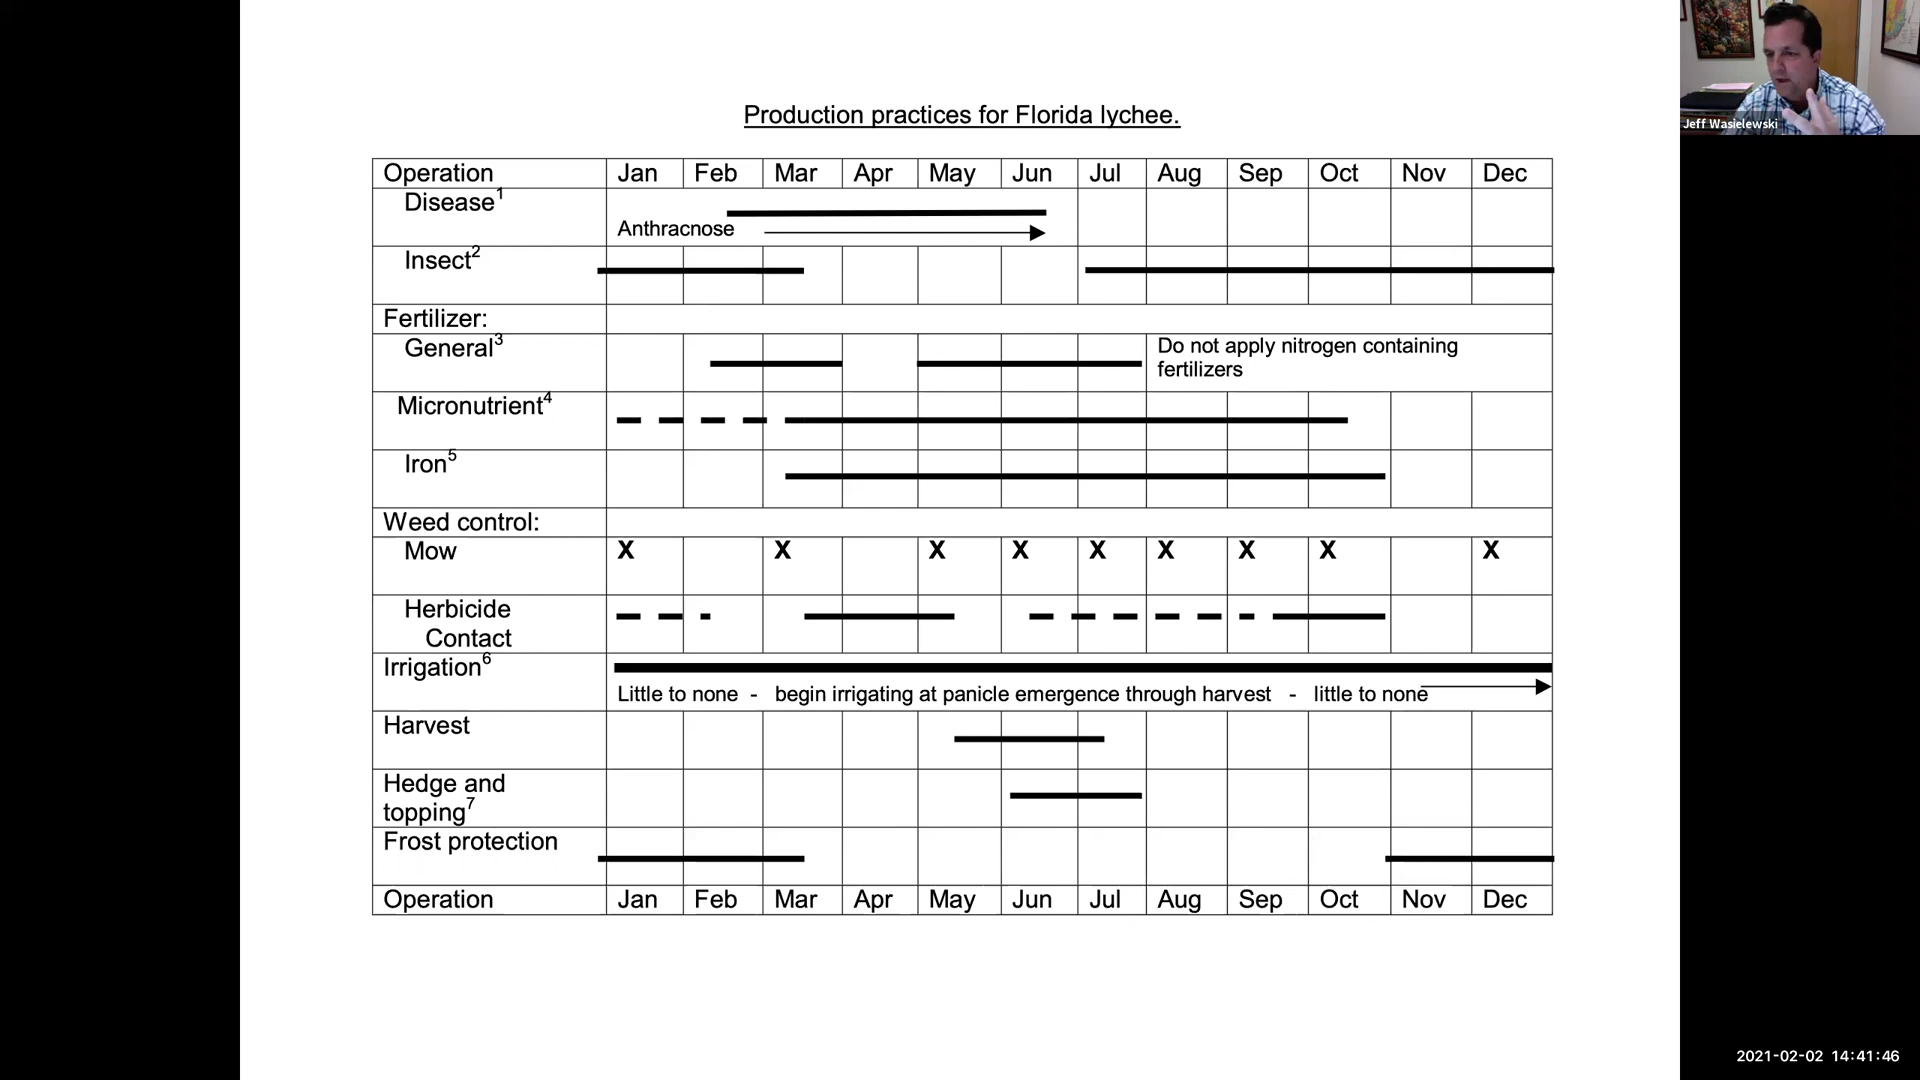 Jeff Wasielewski
Production practices for Florida lychee.
Operation Jan Feb Mar Apr May Jun Jul Aug Sep Oct Nov Dec
Disease1
Anthracnose
Insect2
Fertilizer:
General3 Do not apply nitrogen containing
fertilizers
Micronutrient4
Iron5
Weed control:
Mow X X X X X X X X X
Herbicide
Contact
Irrigation6
Little to none - begin irrigating at panicle emergence through harvest - little to none
Harvest
Hedge and
topping7
Frost protection
Operation Jan Feb Mar Apr May Jun Jul Aug Sep Oct Nov Dec
2021-02-02 14:41:46